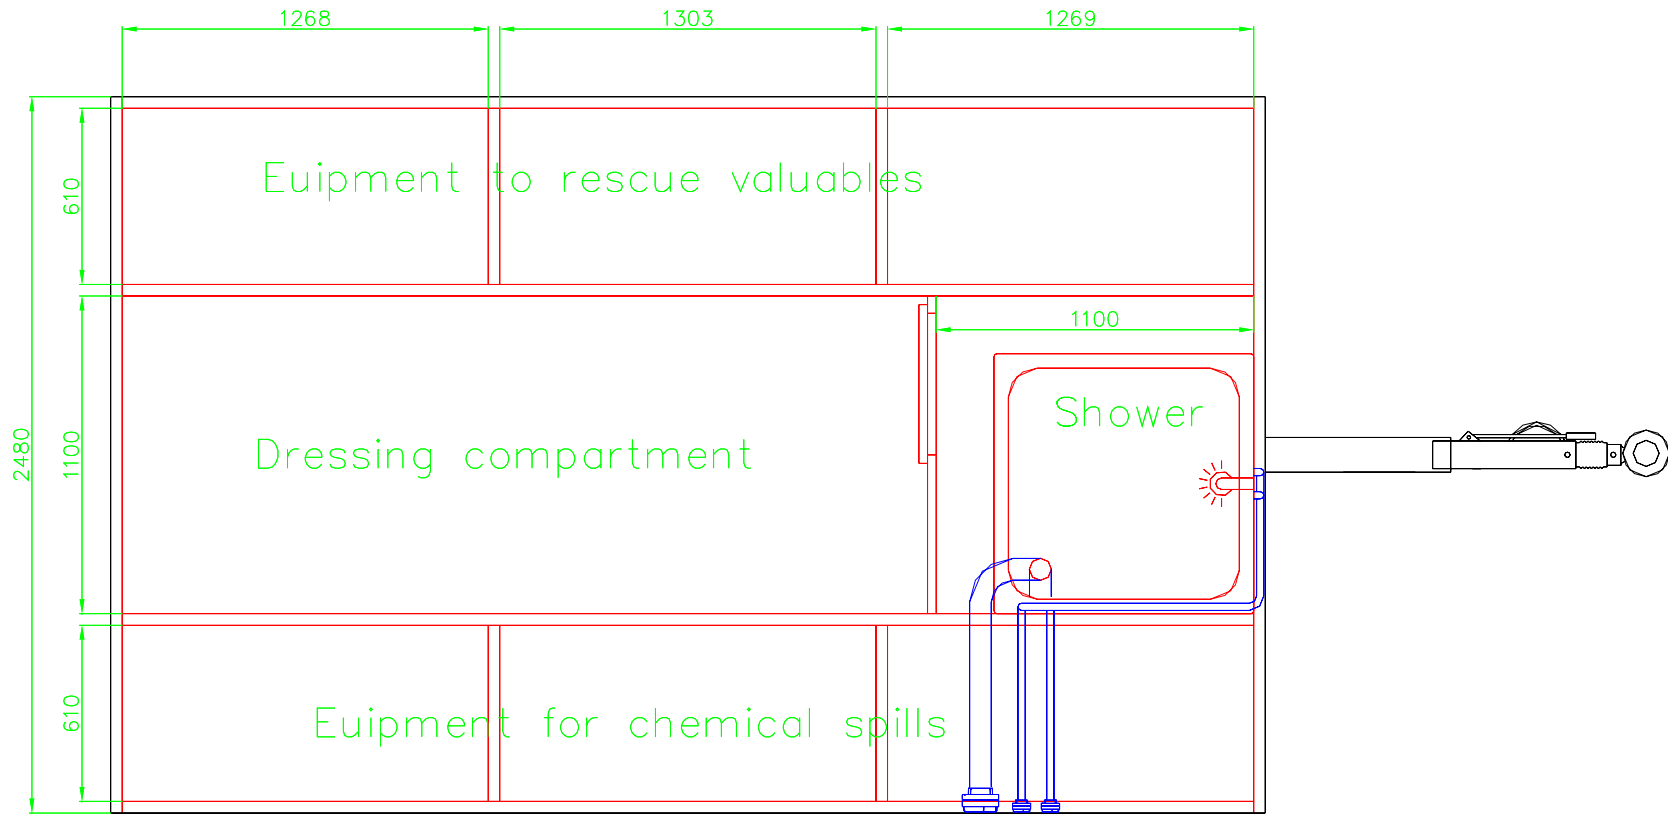 1268
1303
1269
Euipment to rescue valuables
610
1100
Shower
Dressing compartment
1100
2480
Euipment for chemical spills
610